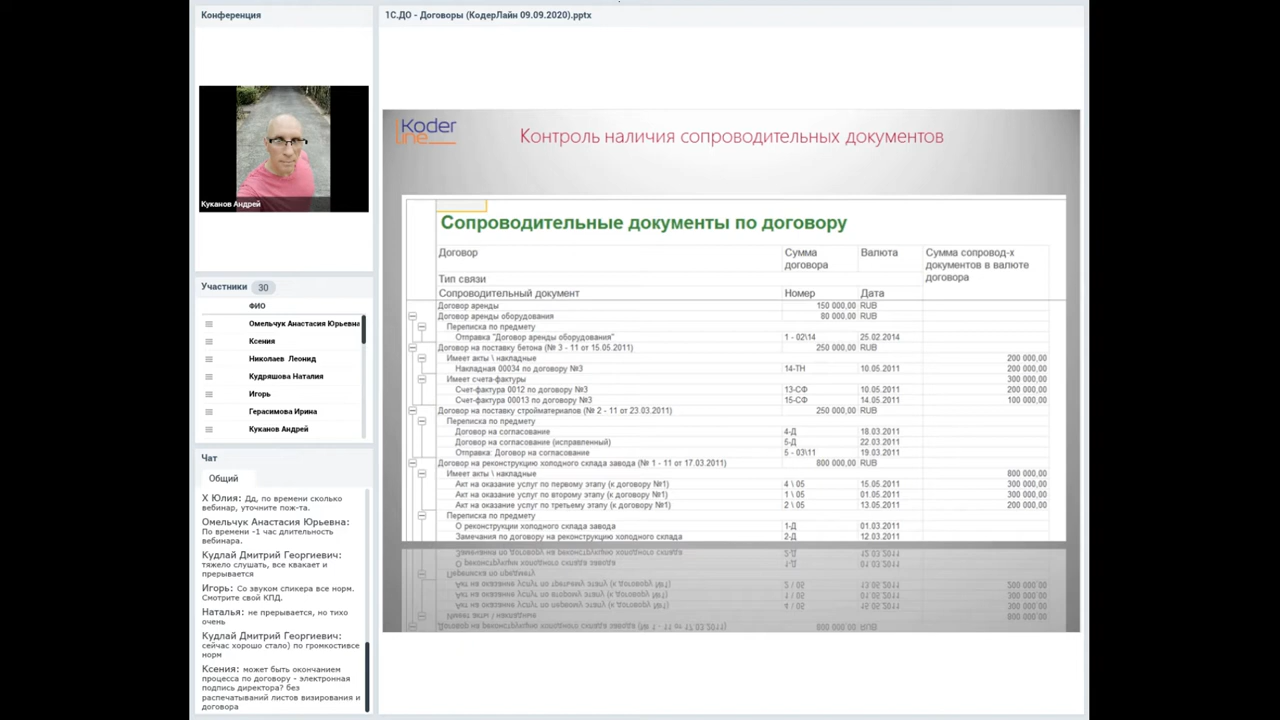 Конференция
1С.ДО - Договоры (КодерЛайн 09.09.2020).pptx
Куканов Андрей
Участники 30
ФИО
Омельчук Анастасия Юрьевна
Ксения
Николаев Леонид
Кудряшова Наталия
Игорь
Герасимова Ирина
Куканов Андрей
Чат
Общий
Х Юлия: Дд, по времени сколько
вебинар, уточните пож-та.
Омельчук Анастасия Юрьевна:
По времени -1 час длительность
вебинара.
Кудлай Дмитрий Георгиевич:
тяжело слушать, все квакает и
прерывается
Игорь: Со звуком спикера все норм.
Смотрите свой КПД.
Наталья: не прерывается, но тихо
очень
Кудлай Дмитрий Георгиевич:
сейчас хорошо стало) по громкостивсе
норм
Ксения: может быть окончанием
процесса по договору - электронная
подпись директора? без
распечатываний листов визирования и
договора
Koder
line
Контроль наличия сопроводительных документов
Сопроводительные документы по договору
Договор Сумма договора Валюта Сумма сопровод-х документов в валюте договора
Тип связи
Сопроводительный документ Номер Дата
Договор аренды 150 000,00 RUB
Договор аренды оборудования 80 000,00 RUB
Переписка по предмету
Отправка "Договор аренды оборудования" 1 - 02\14 25.02.2014
Договор на поставку бетона (№ 3 - 11 от 15.05.2011) 250 000,00 RUB
Имеет акты \ накладные 200 000,00
Накладная 00034 по договору №3 14-ТН 10.05.2011 200 000,00
Имеет счета-фактуры 300 000,00
Счет-фактура 0012 по договору №3 13-СФ 10.05.2011 200 000,00
Счет-фактура 00013 по договору №3 15-СФ 14.05.2011 100 000,00
Договор на поставку стройматериалов (№ 2 - 11 от 23.03.2011) 250 000,00 RUB
Переписка по предмету
Договор на согласование 4-Д 18.03.2011
Договор на согласование (исправленный) 5-Д 22.03.2011
Отправка: Договор на согласование 5 - 03\11 19.03.2011
Договор на реконструкцию холодного склада завода (№ 1 - 11 от 17.03.2011) 800 000,00 RUB
Имеет акты \ накладные 800 000,00
Акт на оказание услуг по первому этапу (к договору №1) 4 \ 05 15.05.2011 300 000,00
Акт на оказание услуг по второму этапу (к договору №1) 1 \ 05 01.05.2011 300 000,00
Акт на оказание услуг по третьему этапу (к договору №1) 2 \ 05 13.05.2011 200 000,00
Переписка по предмету
О реконструкции холодного склада завода 1-Д 01.03.2011
Замечания по договору на реконструкцию холодного склада 2-Д 12.03.2011